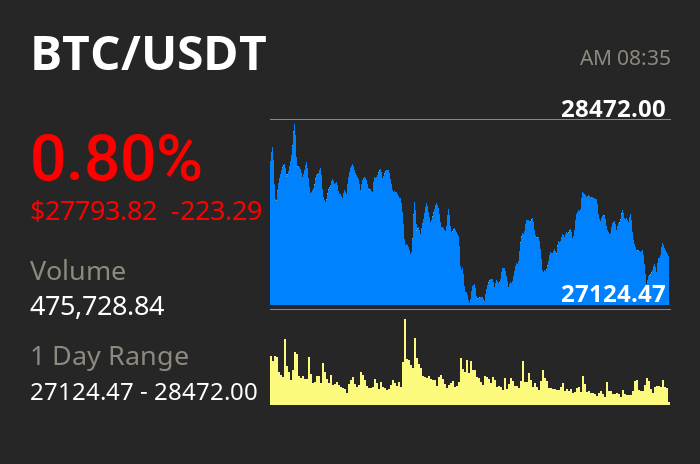 BTC/USDT
AM 08:35
28472.00
0.80%
$27793.82 -223.29
Volume
475,728.84
27124.47
1 Day Range
27124.47 - 28472.00